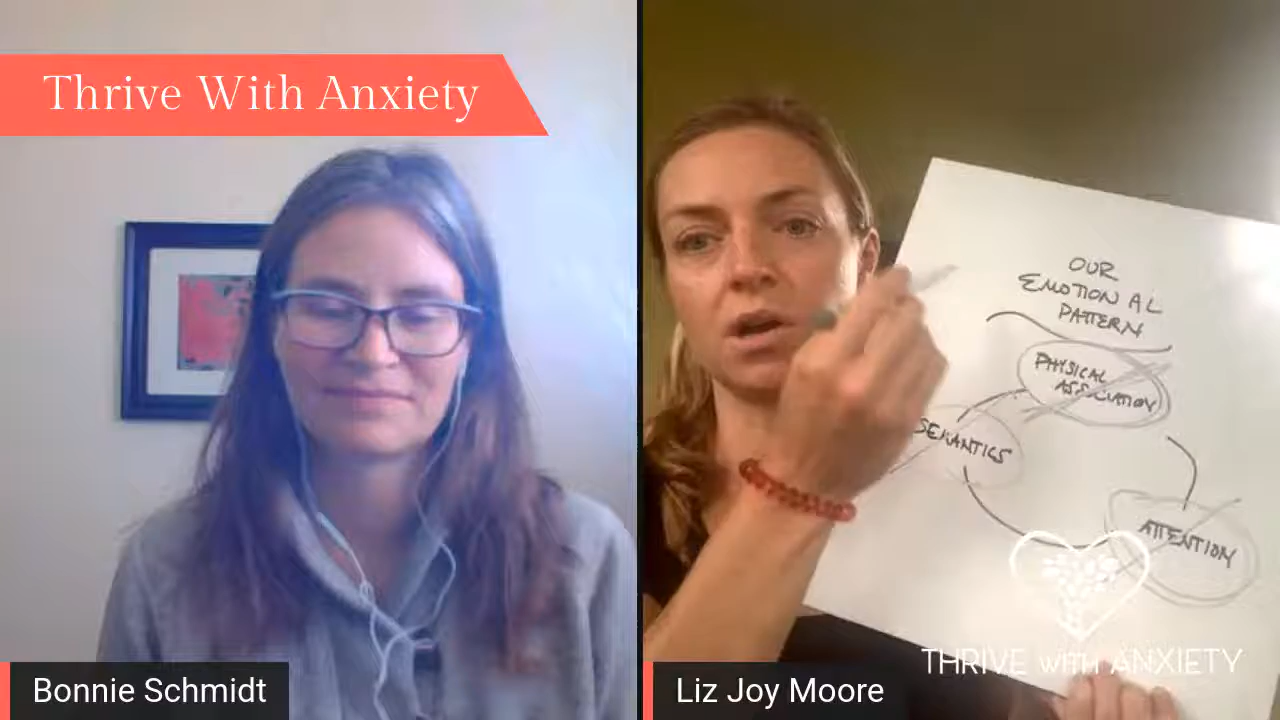 Thrive With Anxiety
OUR
EMOTIONAL
PATTERN
PHYSICAL
ASSOCIATION
SEMANTICS
ATTENTION
THRIVE WITH ANXIETY
Bonnie Schmidt
Liz Joy Moore